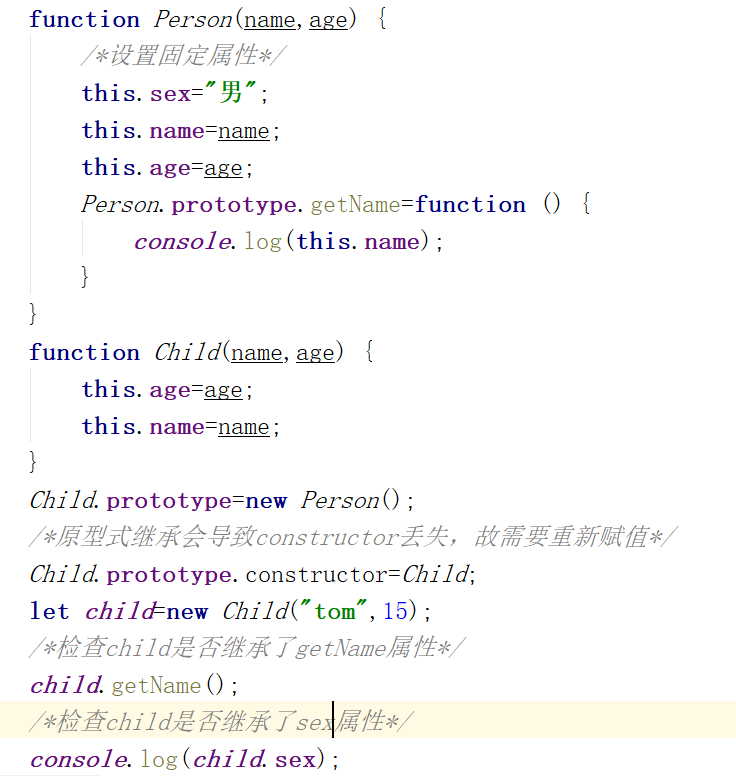 function Person(name,age) {
/*设置固定属性*/
this.sex="男";
this.name=name;
this.age=age;
Person.prototype.getName=function () {
console.log(this.name);
}
}
function Child(name,age) {
this.age=age;
this.name=name;
}
Child.prototype=new Person();
/*原型式继承会导致constructor丢失，故需要重新赋值*/
Child.prototype.constructor=Child;
let child=new Child("tom",15);
/*检查child是否继承了getName属性*/
child.getName();
/*检查child是否继承了sex属性*/
console.log(child.sex);